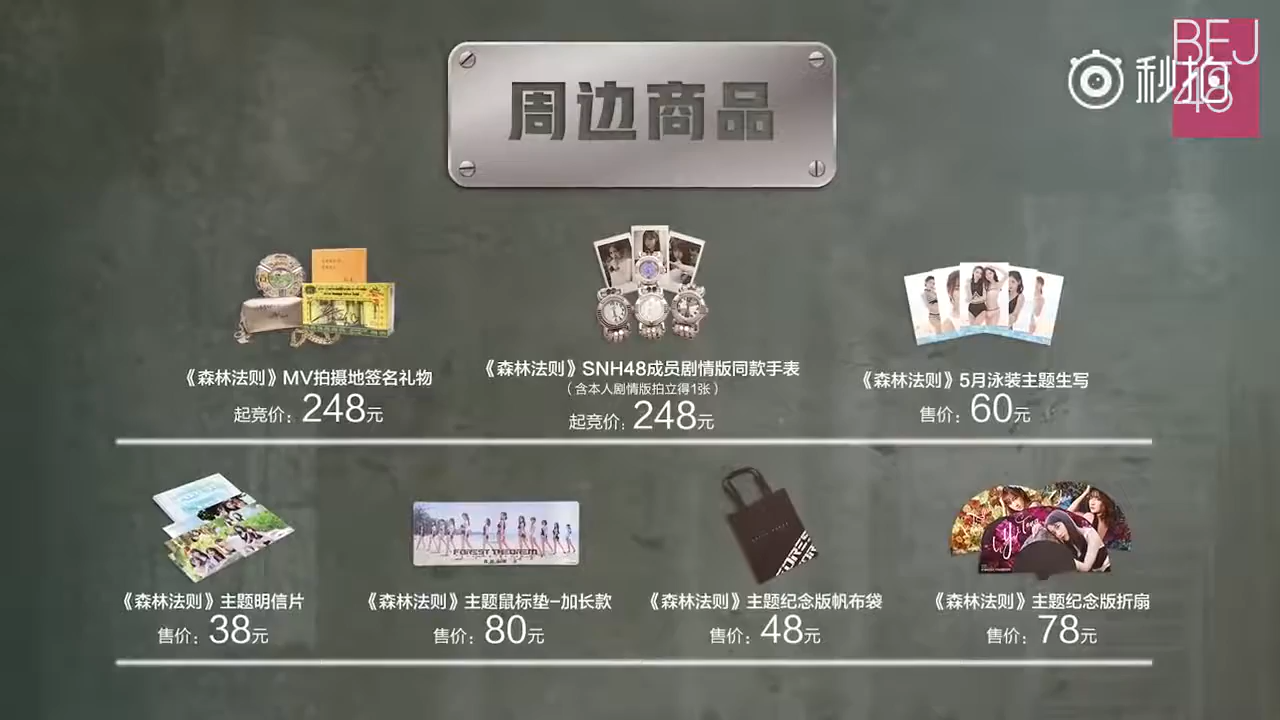 周边商品
BEJ
48
秒拍
《森林法则》MV拍摄地签名礼物
起竞价：248元
《森林法则》SNH48成员剧情版同款手表
（含本人剧情版拍立得1张）
起竞价：248元
《森林法则》5月泳装主题生写
售价：60元
FOREST THEOREM
《森林法则》主题明信片
售价：38元
《森林法则》主题鼠标垫-加长款
售价：80元
《森林法则》主题纪念版帆布袋
售价：48元
《森林法则》主题纪念版折扇
售价：78元